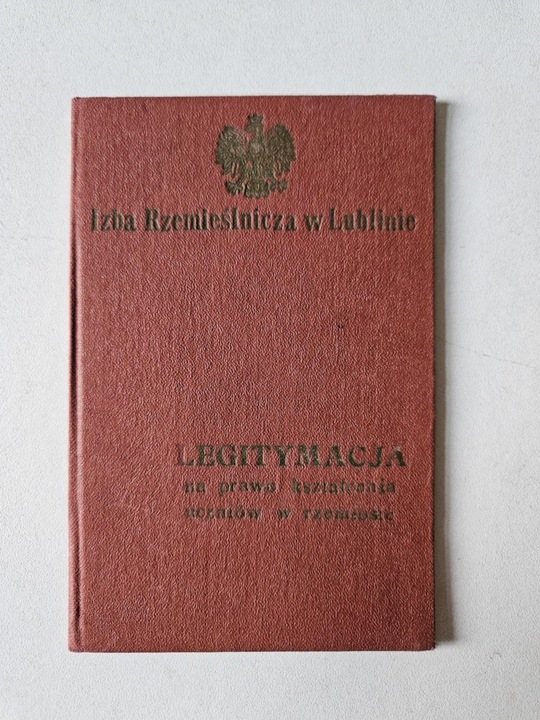 Izba Rzemieślnicza w Lublinie
LEGITYMACJA
na prawo kształcenia
uczniów w rzemiośle